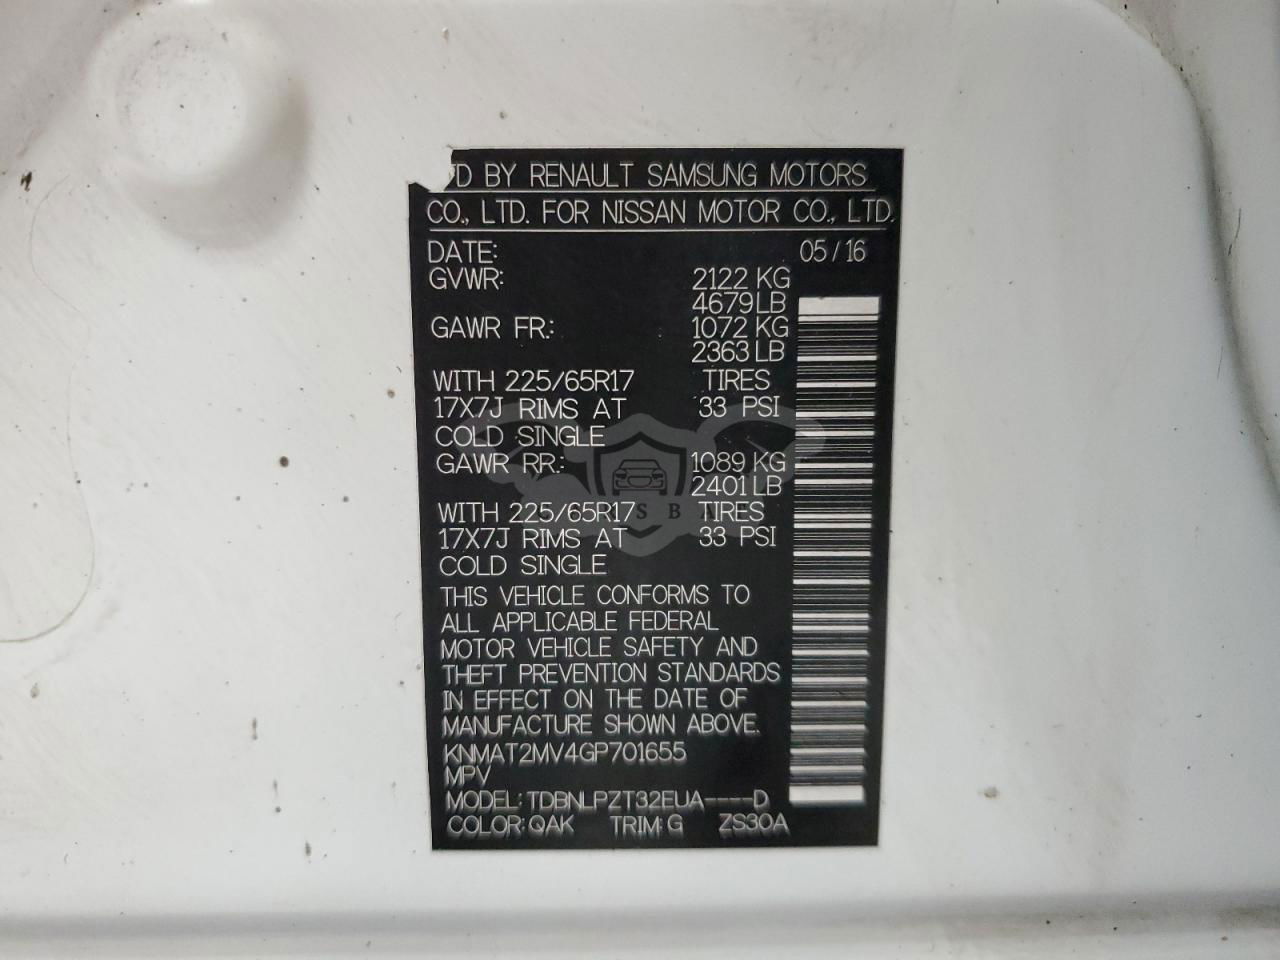 D BY RENAULT SAMSUNG MOTORS
CO., LTD. FOR NISSAN MOTOR CO., LTD.
DATE: 05/16
GVWR: 2122 KG
4679 LB
GAWR FR.: 1072 KG
2363 LB
WITH 225/65R17 TIRES
17X7J RIMS AT 33 PSI
COLD SINGLE
GAWR RR.: 1089 KG
2401 LB
WITH 225/65R17 TIRES
17X7J RIMS AT 33 PSI
COLD SINGLE
THIS VEHICLE CONFORMS TO
ALL APPLICABLE FEDERAL
MOTOR VEHICLE SAFETY AND
THEFT PREVENTION STANDARDS
IN EFFECT ON THE DATE OF
MANUFACTURE SHOWN ABOVE.
KNMAT2MV4GP701655
MPV
MODEL: TDBNLPZT32EUA----D
COLOR: QAK TRIM: G ZS30A